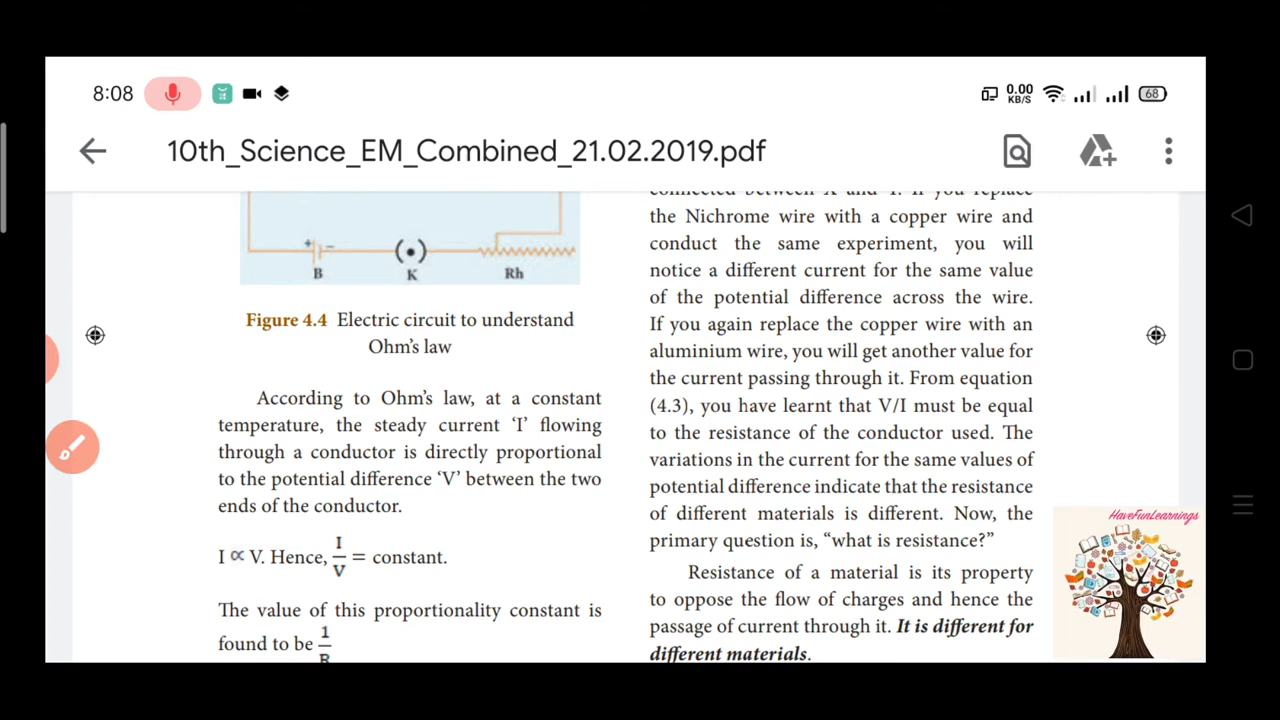 8:08
0.00
KB/S
68
10th_Science_EM_Combined_21.02.2019.pdf
+
−
B
K
Rh
Figure 4.4 Electric circuit to understand
Ohm's law
According to Ohm's law, at a constant
temperature, the steady current 'I' flowing
through a conductor is directly proportional
to the potential difference 'V' between the two
ends of the conductor.
I ∝ V. Hence, I/V = constant.
The value of this proportionality constant is
found to be 1/R
connected between X and Y. If you replace
the Nichrome wire with a copper wire and
conduct the same experiment, you will
notice a different current for the same value
of the potential difference across the wire.
If you again replace the copper wire with an
aluminium wire, you will get another value for
the current passing through it. From equation
(4.3), you have learnt that V/I must be equal
to the resistance of the conductor used. The
variations in the current for the same values of
potential difference indicate that the resistance
of different materials is different. Now, the
primary question is, "what is resistance?"
Resistance of a material is its property
to oppose the flow of charges and hence the
passage of current through it. It is different for
different materials.
HaveFunLearnings